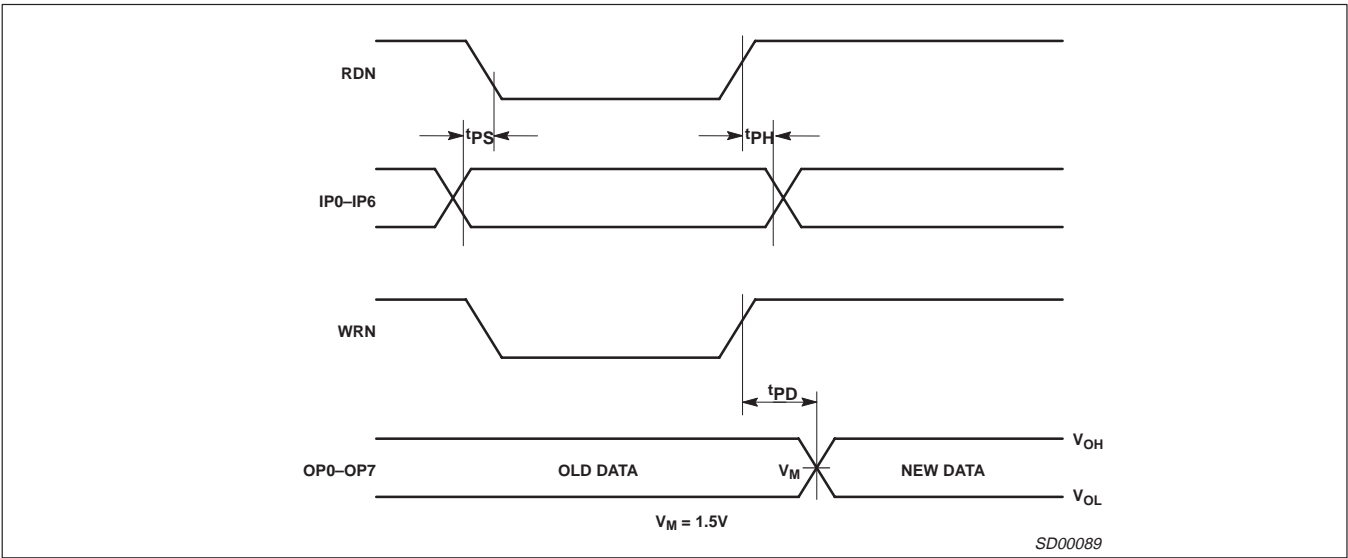 RDN
tPS
tPH
IP0–IP6
WRN
tPD
VOH
OP0–OP7 OLD DATA VM NEW DATA
VOL
VM = 1.5V
SD00089